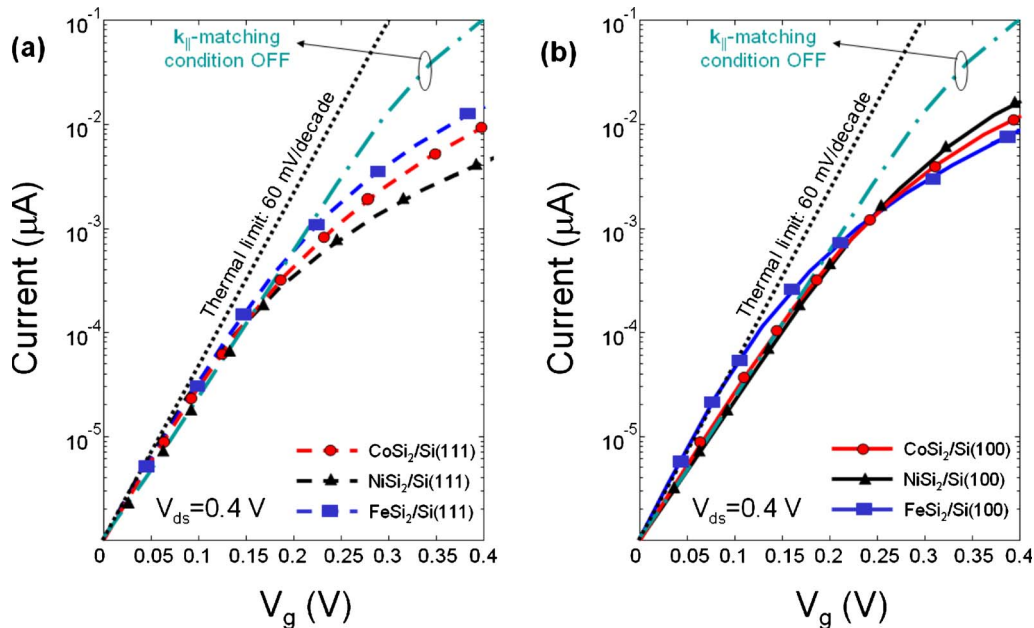 (a)
k||-matching
condition OFF
Thermal limit: 60 mV/decade
Current (μA)
10⁻¹
10⁻²
10⁻³
10⁻⁴
10⁻⁵
CoSi₂/Si(111)
NiSi₂/Si(111)
FeSi₂/Si(111)
Vds=0.4 V
0 0.05 0.1 0.15 0.2 0.25 0.3 0.35 0.4
Vg (V)
(b)
k||-matching
condition OFF
Thermal limit: 60 mV/decade
Current (μA)
10⁻¹
10⁻²
10⁻³
10⁻⁴
10⁻⁵
CoSi₂/Si(100)
NiSi₂/Si(100)
FeSi₂/Si(100)
Vds=0.4 V
0 0.05 0.1 0.15 0.2 0.25 0.3 0.35 0.4
Vg (V)